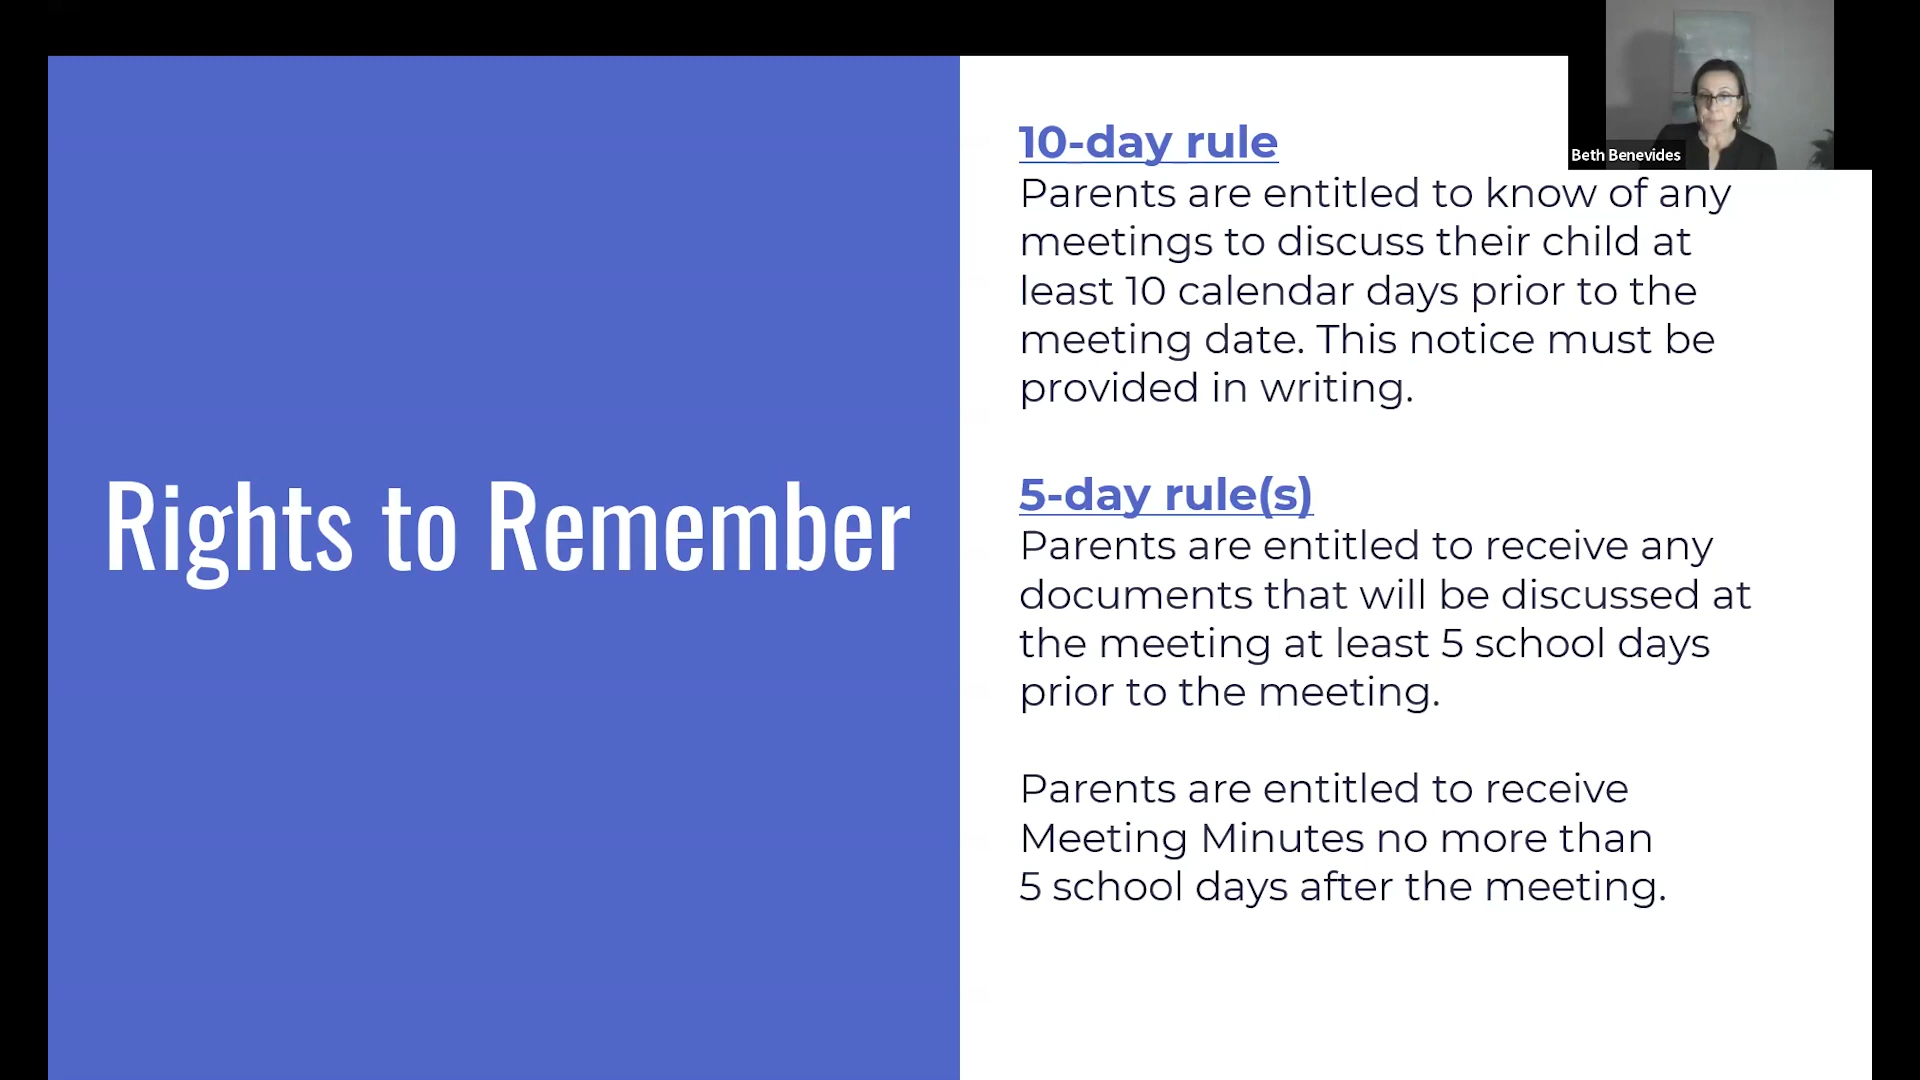 Rights to Remember
10-day rule
Parents are entitled to know of any
meetings to discuss their child at
least 10 calendar days prior to the
meeting date. This notice must be
provided in writing.
5-day rule(s)
Parents are entitled to receive any
documents that will be discussed at
the meeting at least 5 school days
prior to the meeting.
Parents are entitled to receive
Meeting Minutes no more than
5 school days after the meeting.
Beth Benevides